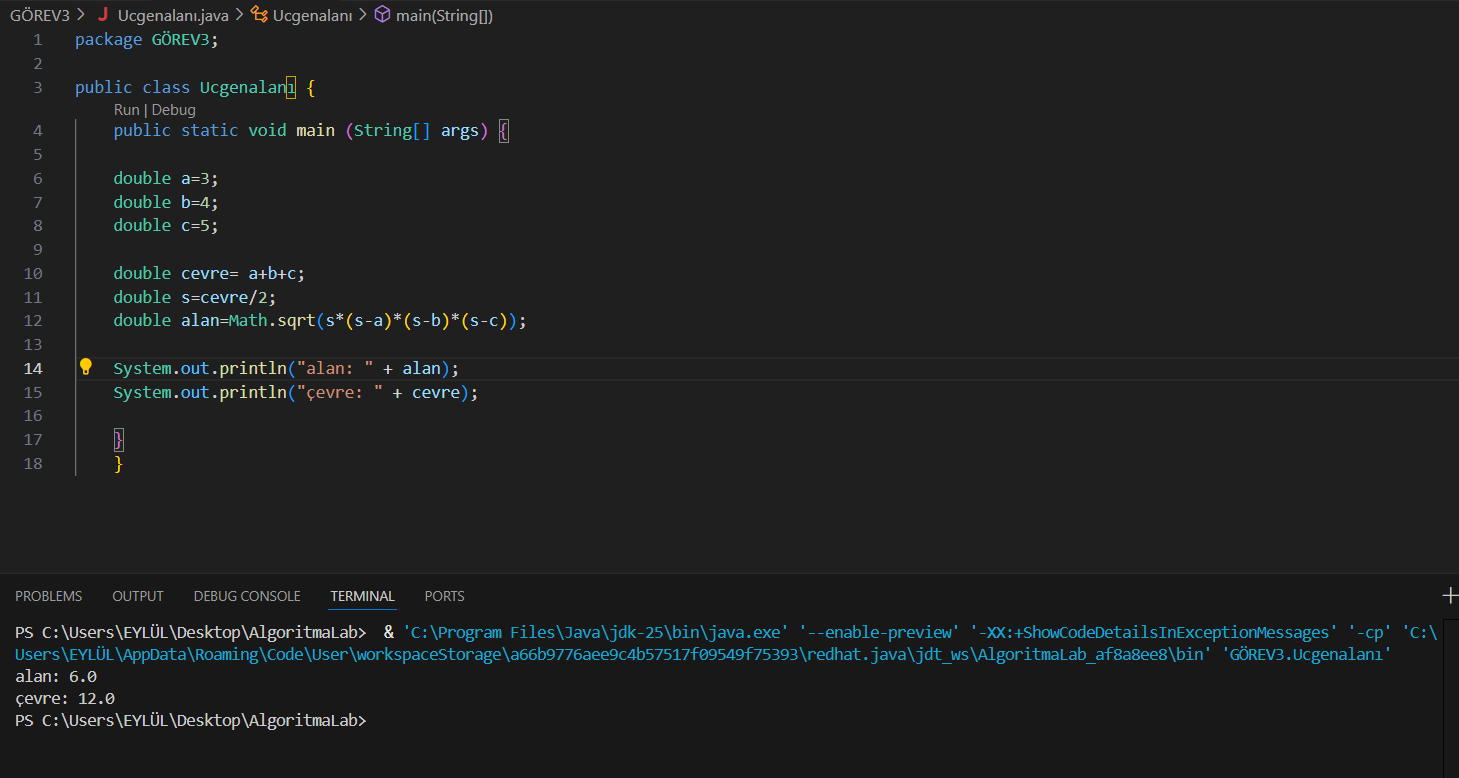 GÖREV3 > J Ucgenalanı.java > Ucgenalanı > main(String[])
1 package GÖREV3;
2
3 public class Ucgenalanı {
Run | Debug
4 public static void main (String[] args) {
5
6 double a=3;
7 double b=4;
8 double c=5;
9
10 double cevre= a+b+c;
11 double s=cevre/2;
12 double alan=Math.sqrt(s*(s-a)*(s-b)*(s-c));
13
14 System.out.println("alan: " + alan);
15 System.out.println("çevre: " + cevre);
16
17 }
18 }
PROBLEMS OUTPUT DEBUG CONSOLE TERMINAL PORTS
PS C:\Users\EYLÜL\Desktop\AlgoritmaLab> & 'C:\Program Files\Java\jdk-25\bin\java.exe' '--enable-preview' '-XX:+ShowCodeDetailsInExceptionMessages' '-cp' 'C:\
Users\EYLÜL\AppData\Roaming\Code\User\workspaceStorage\a66b9776aee9c4b57517f09549f75393\redhat.java\jdt_ws\AlgoritmaLab_af8a8ee8\bin' 'GÖREV3.Ucgenalanı'
alan: 6.0
çevre: 12.0
PS C:\Users\EYLÜL\Desktop\AlgoritmaLab>